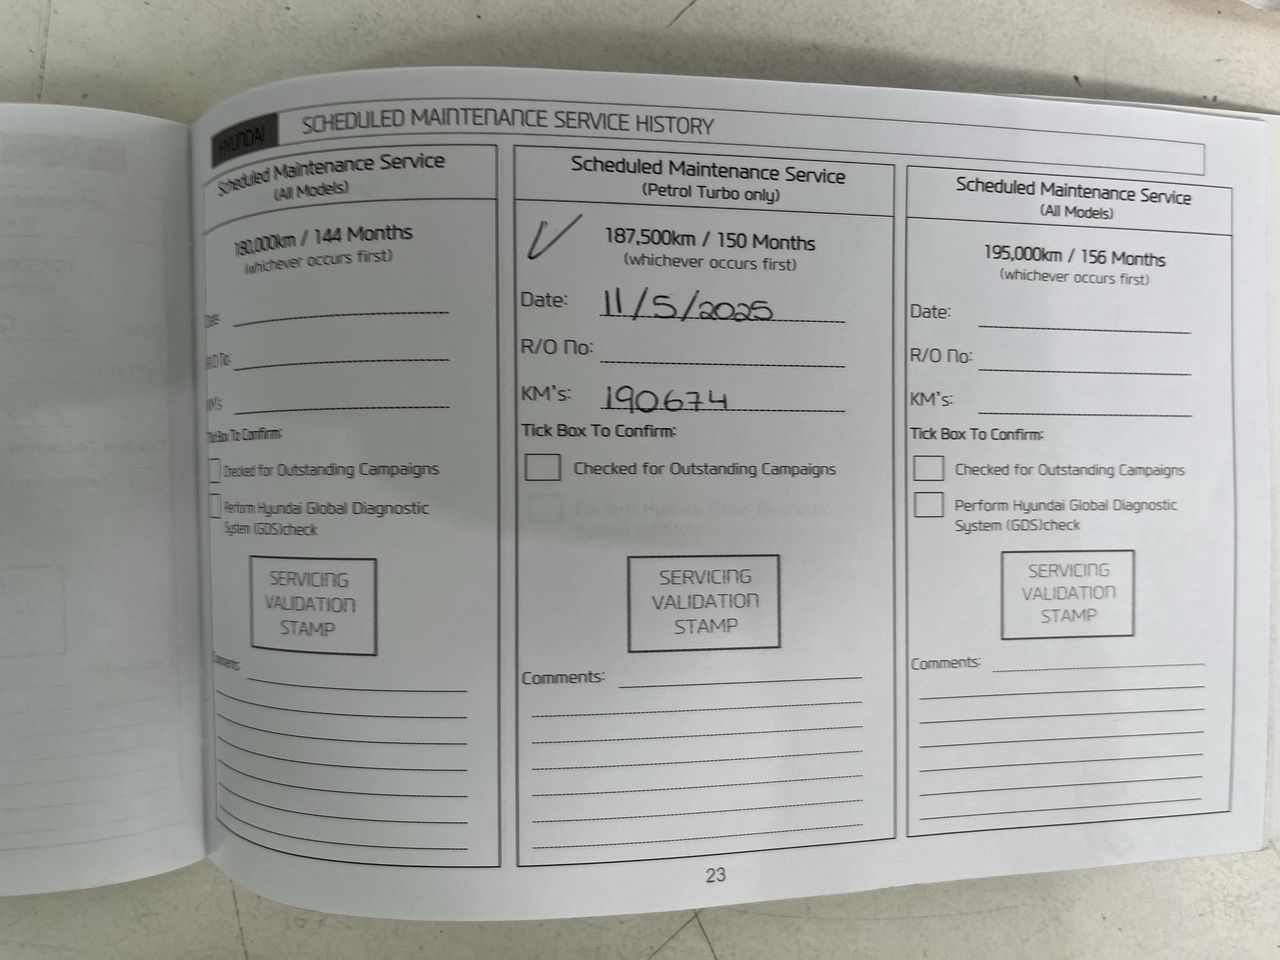 HYUNDAI
SCHEDULED MAINTENANCE SERVICE HISTORY
Scheduled Maintenance Service
(All Models)
180,000km / 144 Months
(whichever occurs first)
Date:
R/O No:
KM's:
Tick Box To Confirm:
Checked for Outstanding Campaigns
Perform Hyundai Global Diagnostic
System (GDS)check
SERVICING
VALIDATION
STAMP
Comments:
Scheduled Maintenance Service
(Petrol Turbo only)
187,500km / 150 Months
(whichever occurs first)
Date: 11/5/2025
R/O No:
KM's: 190674
Tick Box To Confirm:
Checked for Outstanding Campaigns
SERVICING
VALIDATION
STAMP
Comments:
Scheduled Maintenance Service
(All Models)
195,000km / 156 Months
(whichever occurs first)
Date:
R/O No:
KM's:
Tick Box To Confirm:
Checked for Outstanding Campaigns
Perform Hyundai Global Diagnostic
System (GDS)check
SERVICING
VALIDATION
STAMP
Comments:
23